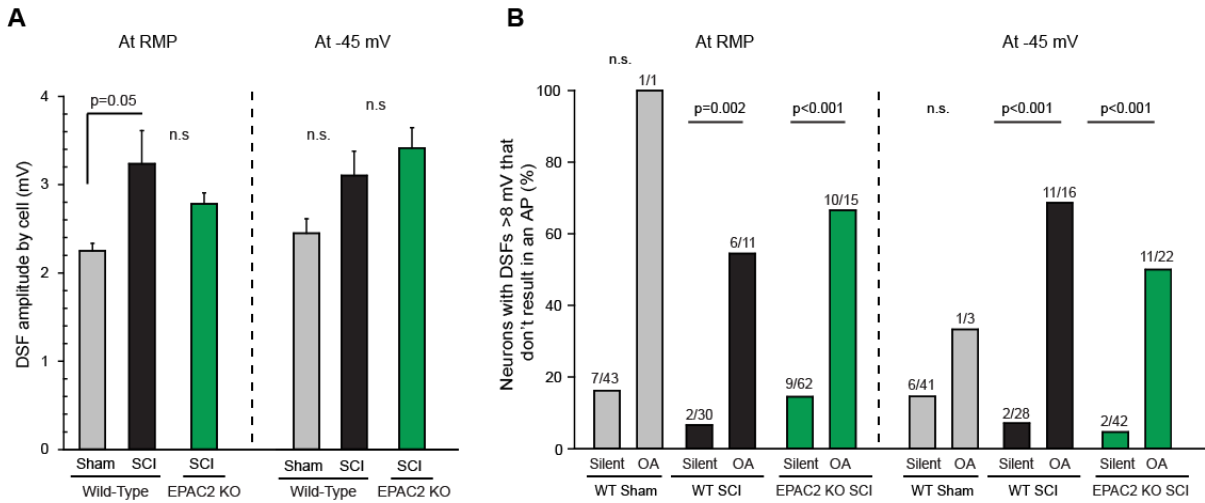 A
At RMP
At -45 mV
DSF amplitude by cell (mV)
4
3
2
1
0
p=0.05
n.s
n.s.
n.s
Sham
SCI
SCI
Wild-Type
EPAC2 KO
Sham
SCI
SCI
Wild-Type
EPAC2 KO
B
At RMP
At -45 mV
Neurons with DSFs >8 mV that
don't result in an AP (%)
100
80
60
40
20
0
n.s.
1/1
p=0.002
p<0.001
n.s.
p<0.001
p<0.001
7/43
2/30
6/11
9/62
10/15
6/41
1/3
2/28
11/16
2/42
11/22
Silent
OA
Silent
OA
Silent
OA
Silent
OA
Silent
OA
Silent
OA
WT Sham
WT SCI
EPAC2 KO SCI
WT Sham
WT SCI
EPAC2 KO SCI